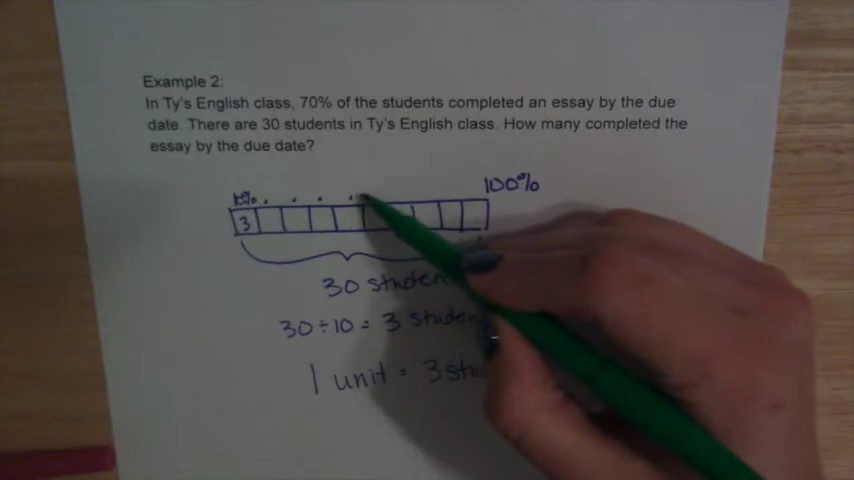 Example 2:
In Ty's English class, 70% of the students completed an essay by the due
date. There are 30 students in Ty's English class. How many completed the
essay by the due date?
100%
10%
3
30
30 ÷ 10 = 3
1 unit = 3